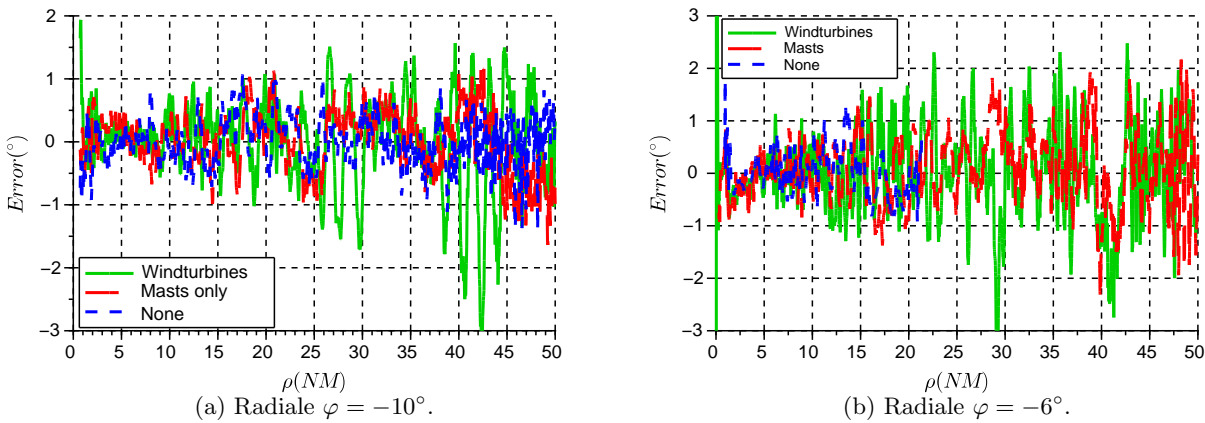 2
1
0
−1
−2
−3
Error(°)
Windturbines
Masts only
None
0 5 10 15 20 25 30 35 40 45 50
ρ(NM)
(a) Radiale φ = −10°.
3
2
1
0
−1
−2
−3
Error(°)
Windturbines
Masts
None
0 5 10 15 20 25 30 35 40 45 50
ρ(NM)
(b) Radiale φ = −6°.